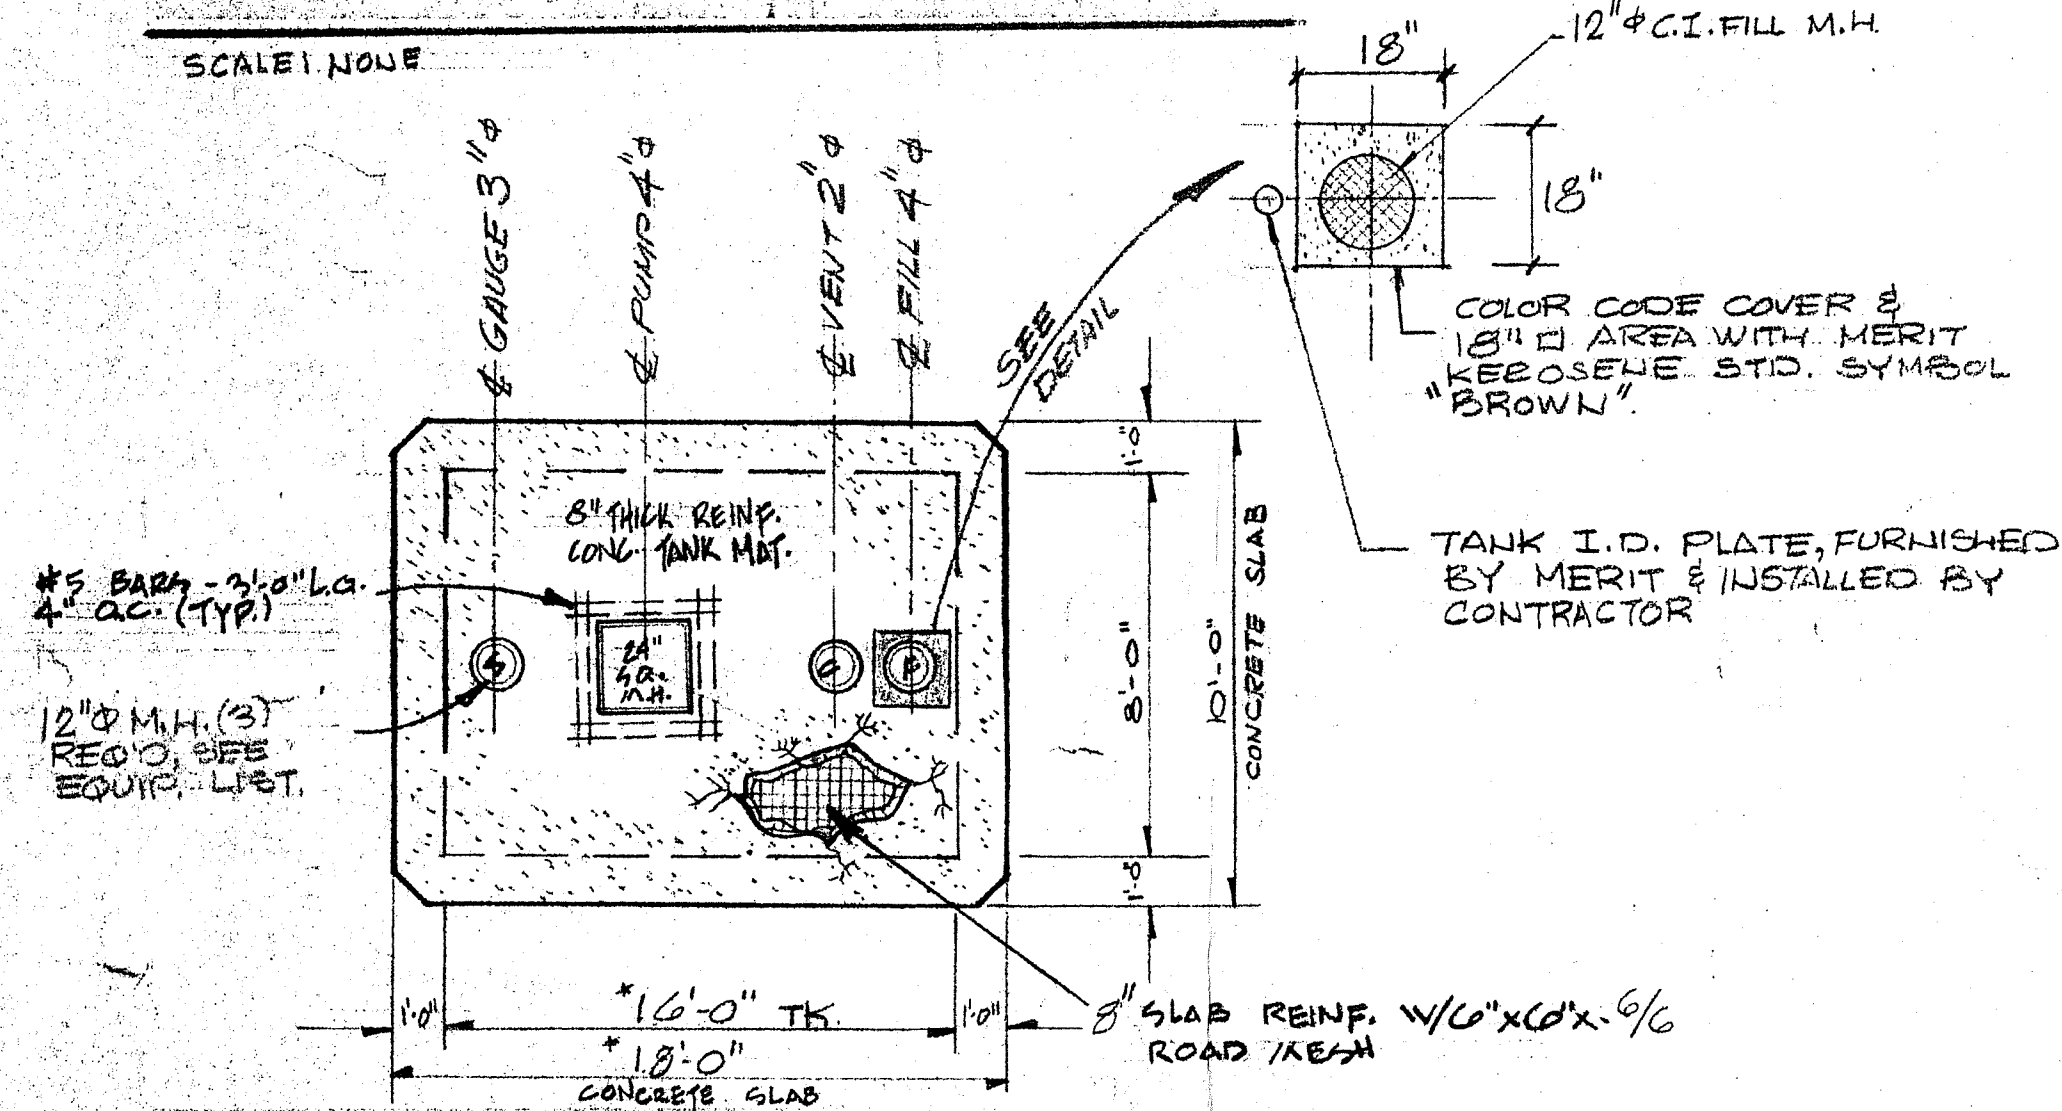 SCALE: NONE
12"φ C.I. FILL M.H.
18"
18"
℄ GAUGE 3"φ
℄ PUMP 4"φ
℄ VENT 2"φ
℄ FILL 4"φ
SEE
DETAIL
COLOR CODE COVER &
18" □ AREA WITH MERIT
KEROSENE STD. SYMBOL
"BROWN".
TANK I.D. PLATE, FURNISHED
BY MERIT & INSTALLED BY
CONTRACTOR
8" THICK REINF.
CONC. TANK MAT.
#5 BARS - 3'-0" LG.
4" O.C. (TYP.)
24"
SQ.
M.H.
F
12"φ M.H. (3)
REQ'D, SEE
EQUIP. LIST.
1'-0"
8'-0"
1'-0"
10'-0"
CONCRETE SLAB
1'-0"
*16'-0" TK.
1'-0"
*18'-0"
CONCRETE SLAB
8" SLAB REINF. W/6"x6"x-6/6
ROAD MESH